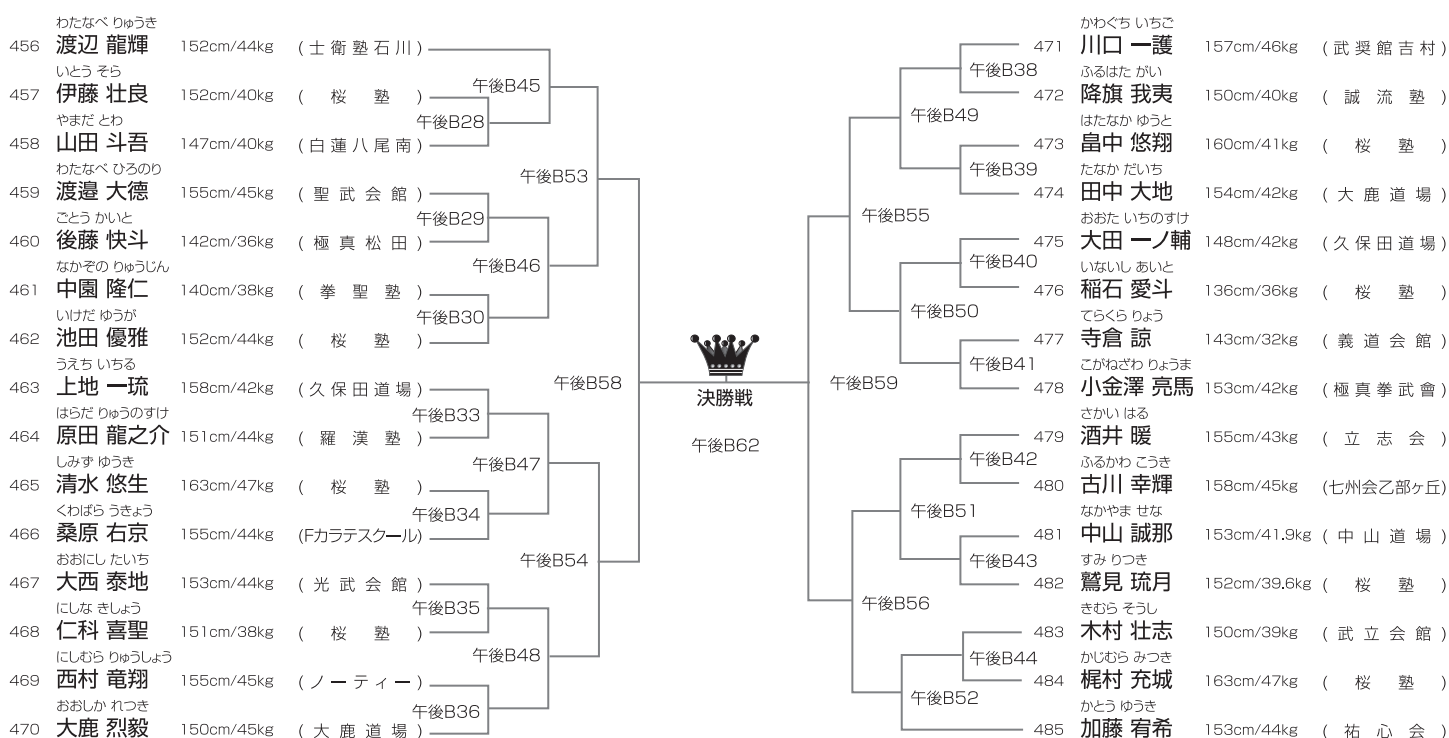 わたなべ りゅうき
456 渡辺 龍輝 152cm/44kg (士衛塾石川)
いとう そら
457 伊藤 壮良 152cm/40kg (桜塾)
やまだ とわ
458 山田 斗吾 147cm/40kg (白蓮八尾南)
わたなべ ひろのり
459 渡邉 大徳 155cm/45kg (聖武会館)
ごとう かいと
460 後藤 快斗 142cm/36kg (極真松田)
なかぞの りゅうじん
461 中園 隆仁 140cm/38kg (拳聖塾)
いけだ ゆうが
462 池田 優雅 152cm/44kg (桜塾)
うえち いちる
463 上地 一琉 158cm/42kg (久保田道場)
はらだ りゅうのすけ
464 原田 龍之介 151cm/44kg (羅漢塾)
しみず ゆうき
465 清水 悠生 163cm/47kg (桜塾)
くわばら うきょう
466 桑原 右京 155cm/44kg (Fカラテスクール)
おおにし たいち
467 大西 泰地 153cm/44kg (光武会館)
にしな きしょう
468 仁科 喜聖 151cm/38kg (桜塾)
にしむら りゅうしょう
469 西村 竜翔 155cm/45kg (ノーティー)
おおしか れつき
470 大鹿 烈毅 150cm/45kg (大鹿道場)
午後B45
午後B28
午後B53
午後B29
午後B46
午後B30
午後B58
午後B33
午後B47
午後B34
午後B54
午後B35
午後B48
午後B36
決勝戦
午後B62
午後B38
午後B49
午後B39
午後B55
午後B40
午後B50
午後B41
午後B59
午後B42
午後B51
午後B43
午後B56
午後B44
午後B52
かわぐち いちご
471 川口 一護 157cm/46kg (武奨館吉村)
ふるはた がい
472 降旗 我夷 150cm/40kg (誠流塾)
はたなか ゆうと
473 畠中 悠翔 160cm/41kg (桜塾)
たなか だいち
474 田中 大地 154cm/42kg (大鹿道場)
おおた いちのすけ
475 大田 一ノ輔 148cm/42kg (久保田道場)
いないし あいと
476 稲石 愛斗 136cm/36kg (桜塾)
てらくら りょう
477 寺倉 諒 143cm/32kg (義道会館)
こがねざわ りょうま
478 小金澤 亮馬 153cm/42kg (極真拳武會)
さかい はる
479 酒井 暖 155cm/43kg (立志会)
ふるかわ こうき
480 古川 幸輝 158cm/45kg (七州会乙部ヶ丘)
なかやま せな
481 中山 誠那 153cm/41.9kg (中山道場)
すみ りつき
482 鷲見 琉月 152cm/39.6kg (桜塾)
きむら そうし
483 木村 壮志 150cm/39kg (武立会館)
かじむら みつき
484 梶村 充城 163cm/47kg (桜塾)
かとう ゆうき
485 加藤 宥希 153cm/44kg (祐心会)